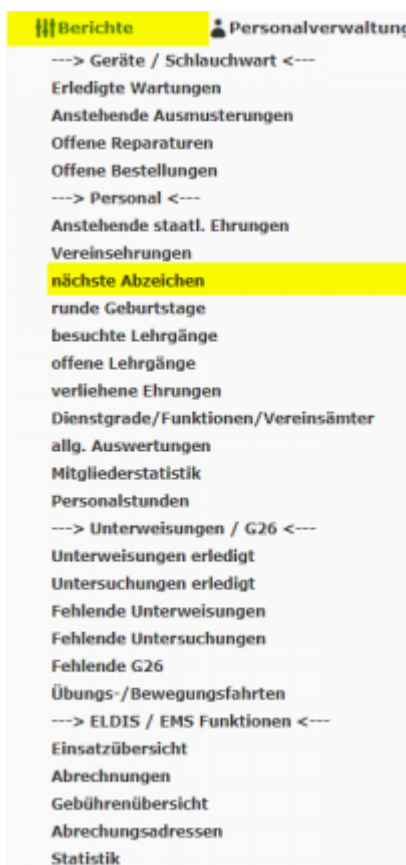 Berichte Personalverwaltung
---> Geräte / Schlauchwart <---
Erledigte Wartungen
Anstehende Ausmusterungen
Offene Reparaturen
Offene Bestellungen
---> Personal <---
Anstehende staatl. Ehrungen
Vereinsehrungen
nächste Abzeichen
runde Geburtstage
besuchte Lehrgänge
offene Lehrgänge
verliehene Ehrungen
Dienstgrade/Funktionen/Vereinsämter
allg. Auswertungen
Mitgliederstatistik
Personalstunden
---> Unterweisungen / G26 <---
Unterweisungen erledigt
Untersuchungen erledigt
Fehlende Unterweisungen
Fehlende Untersuchungen
Fehlende G26
Übungs-/Bewegungsfahrten
---> ELDIS / EMS Funktionen <---
Einsatzübersicht
Abrechnungen
Gebührenübersicht
Abrechungsadressen
Statistik